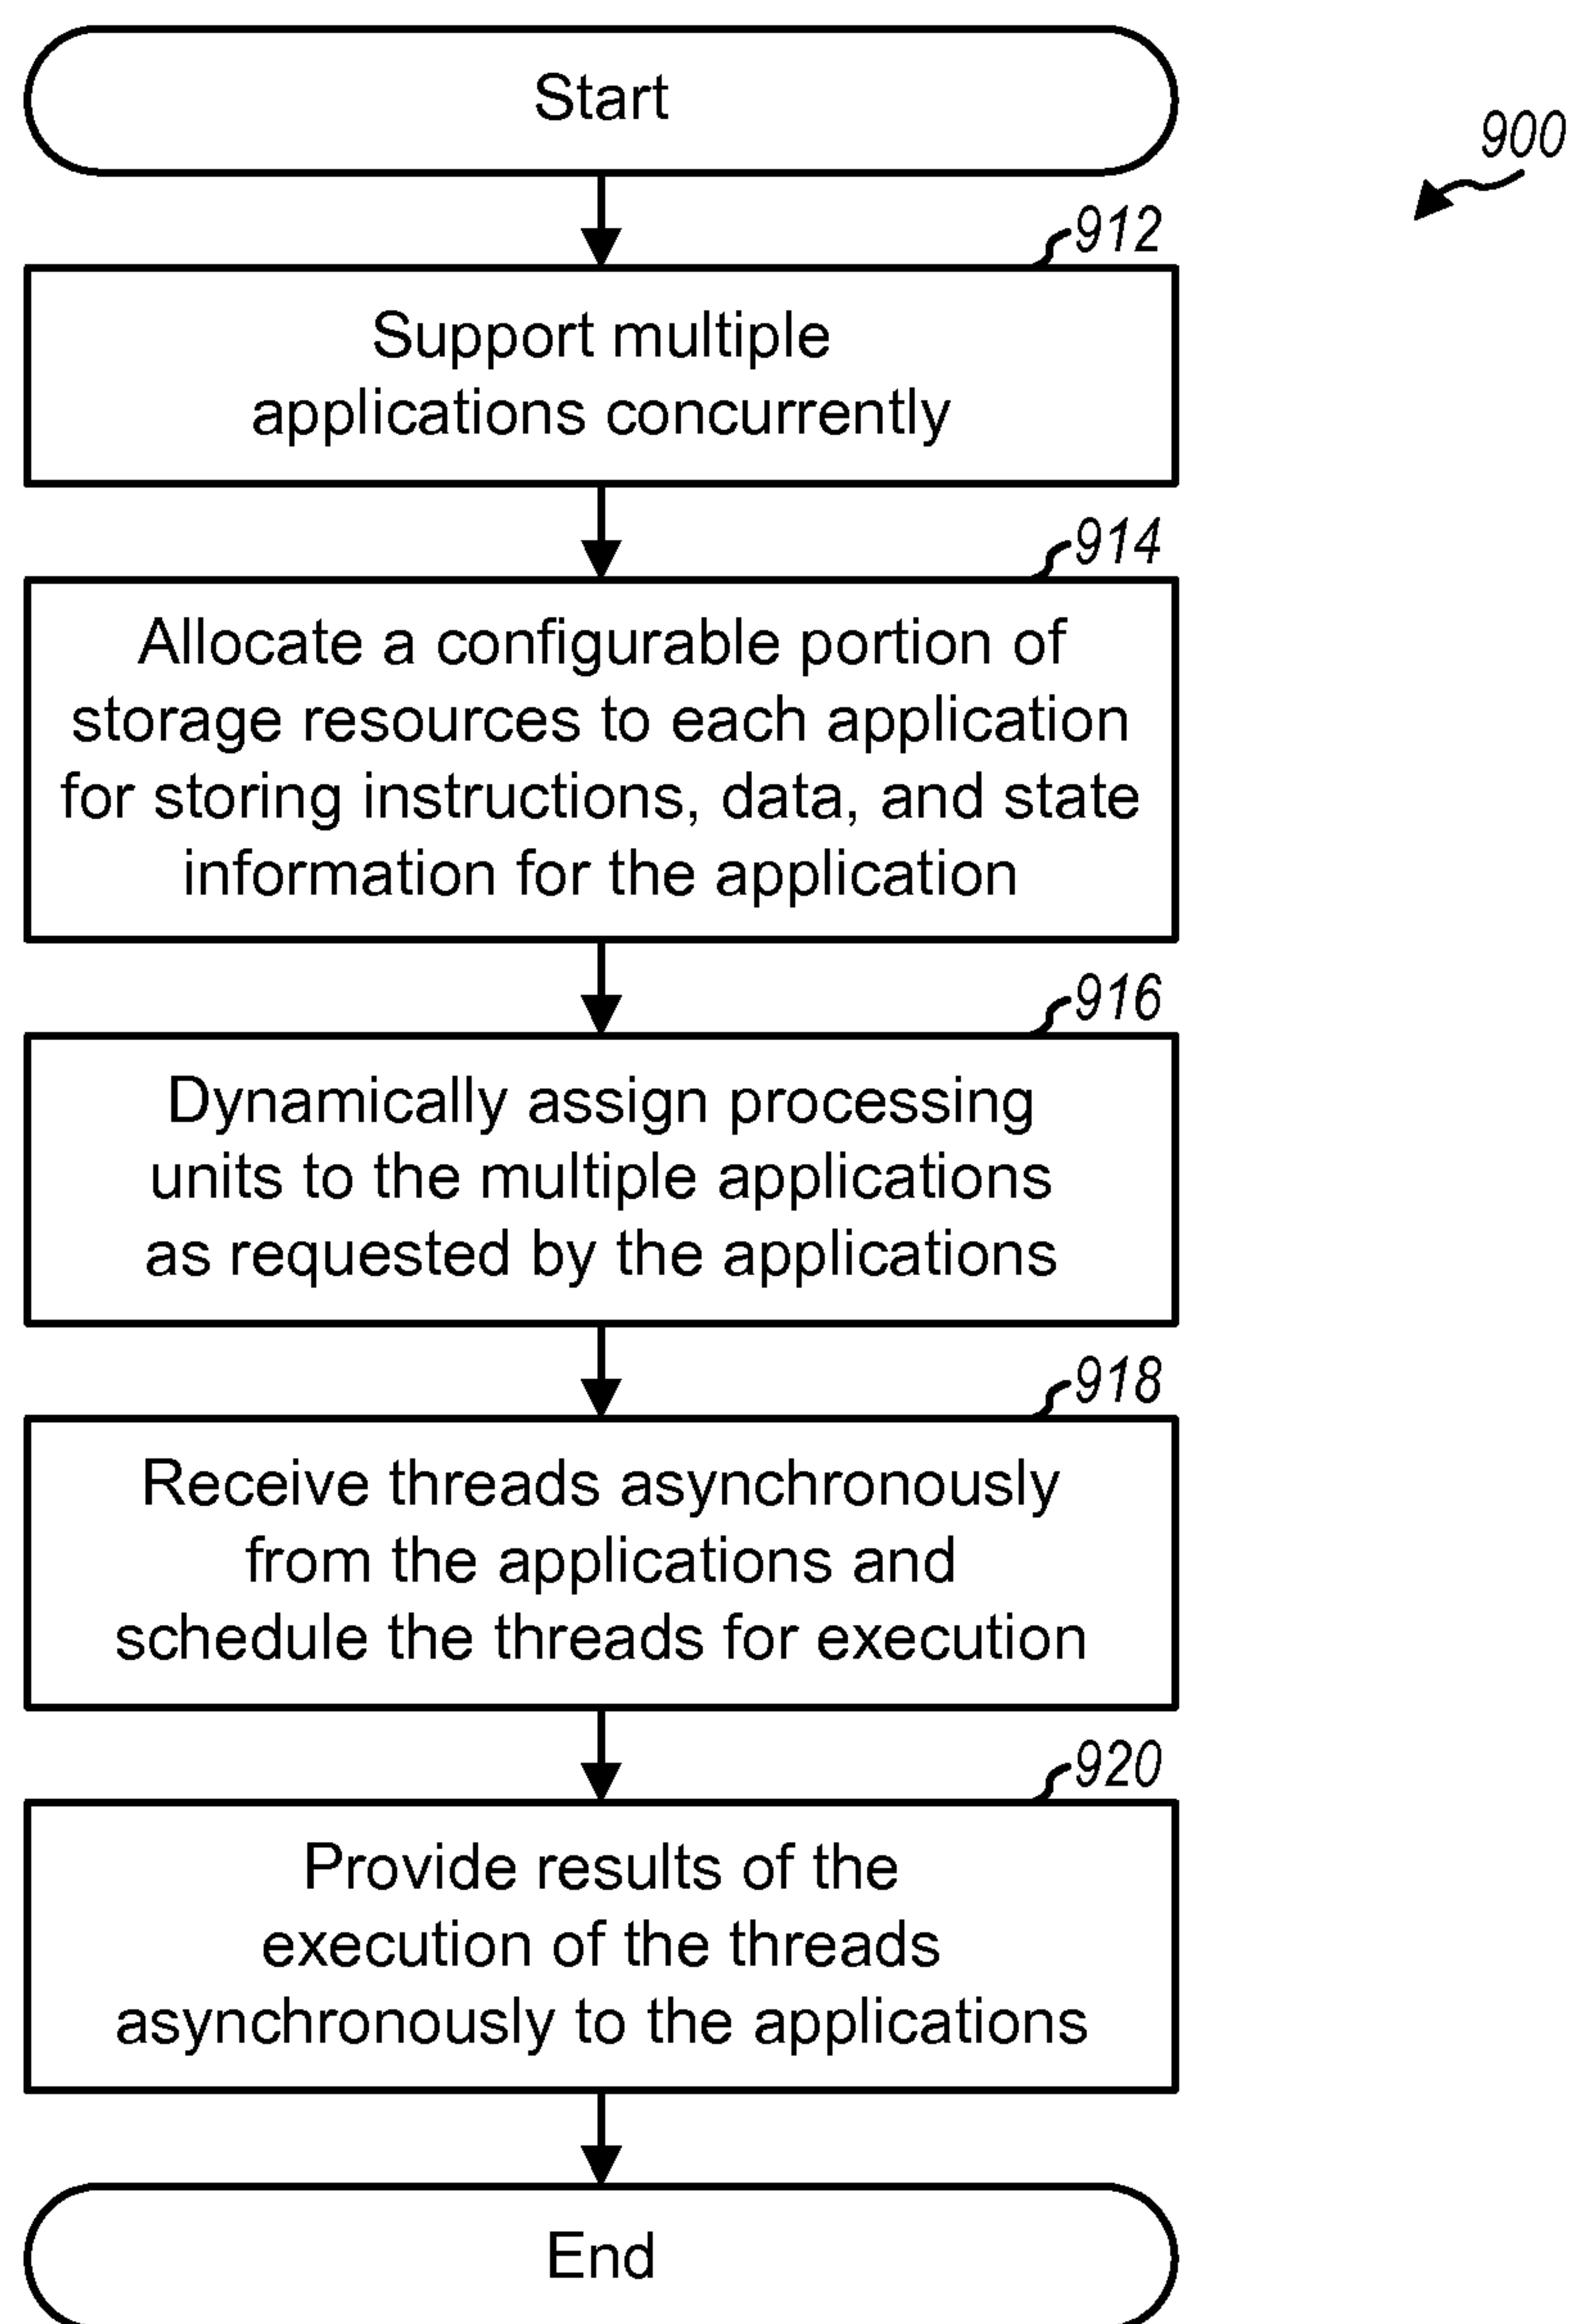 Start
900
912
Support multiple
applications concurrently
914
Allocate a configurable portion of
storage resources to each application
for storing instructions, data, and state
information for the application
916
Dynamically assign processing
units to the multiple applications
as requested by the applications
918
Receive threads asynchronously
from the applications and
schedule the threads for execution
920
Provide results of the
execution of the threads
asynchronously to the applications
End